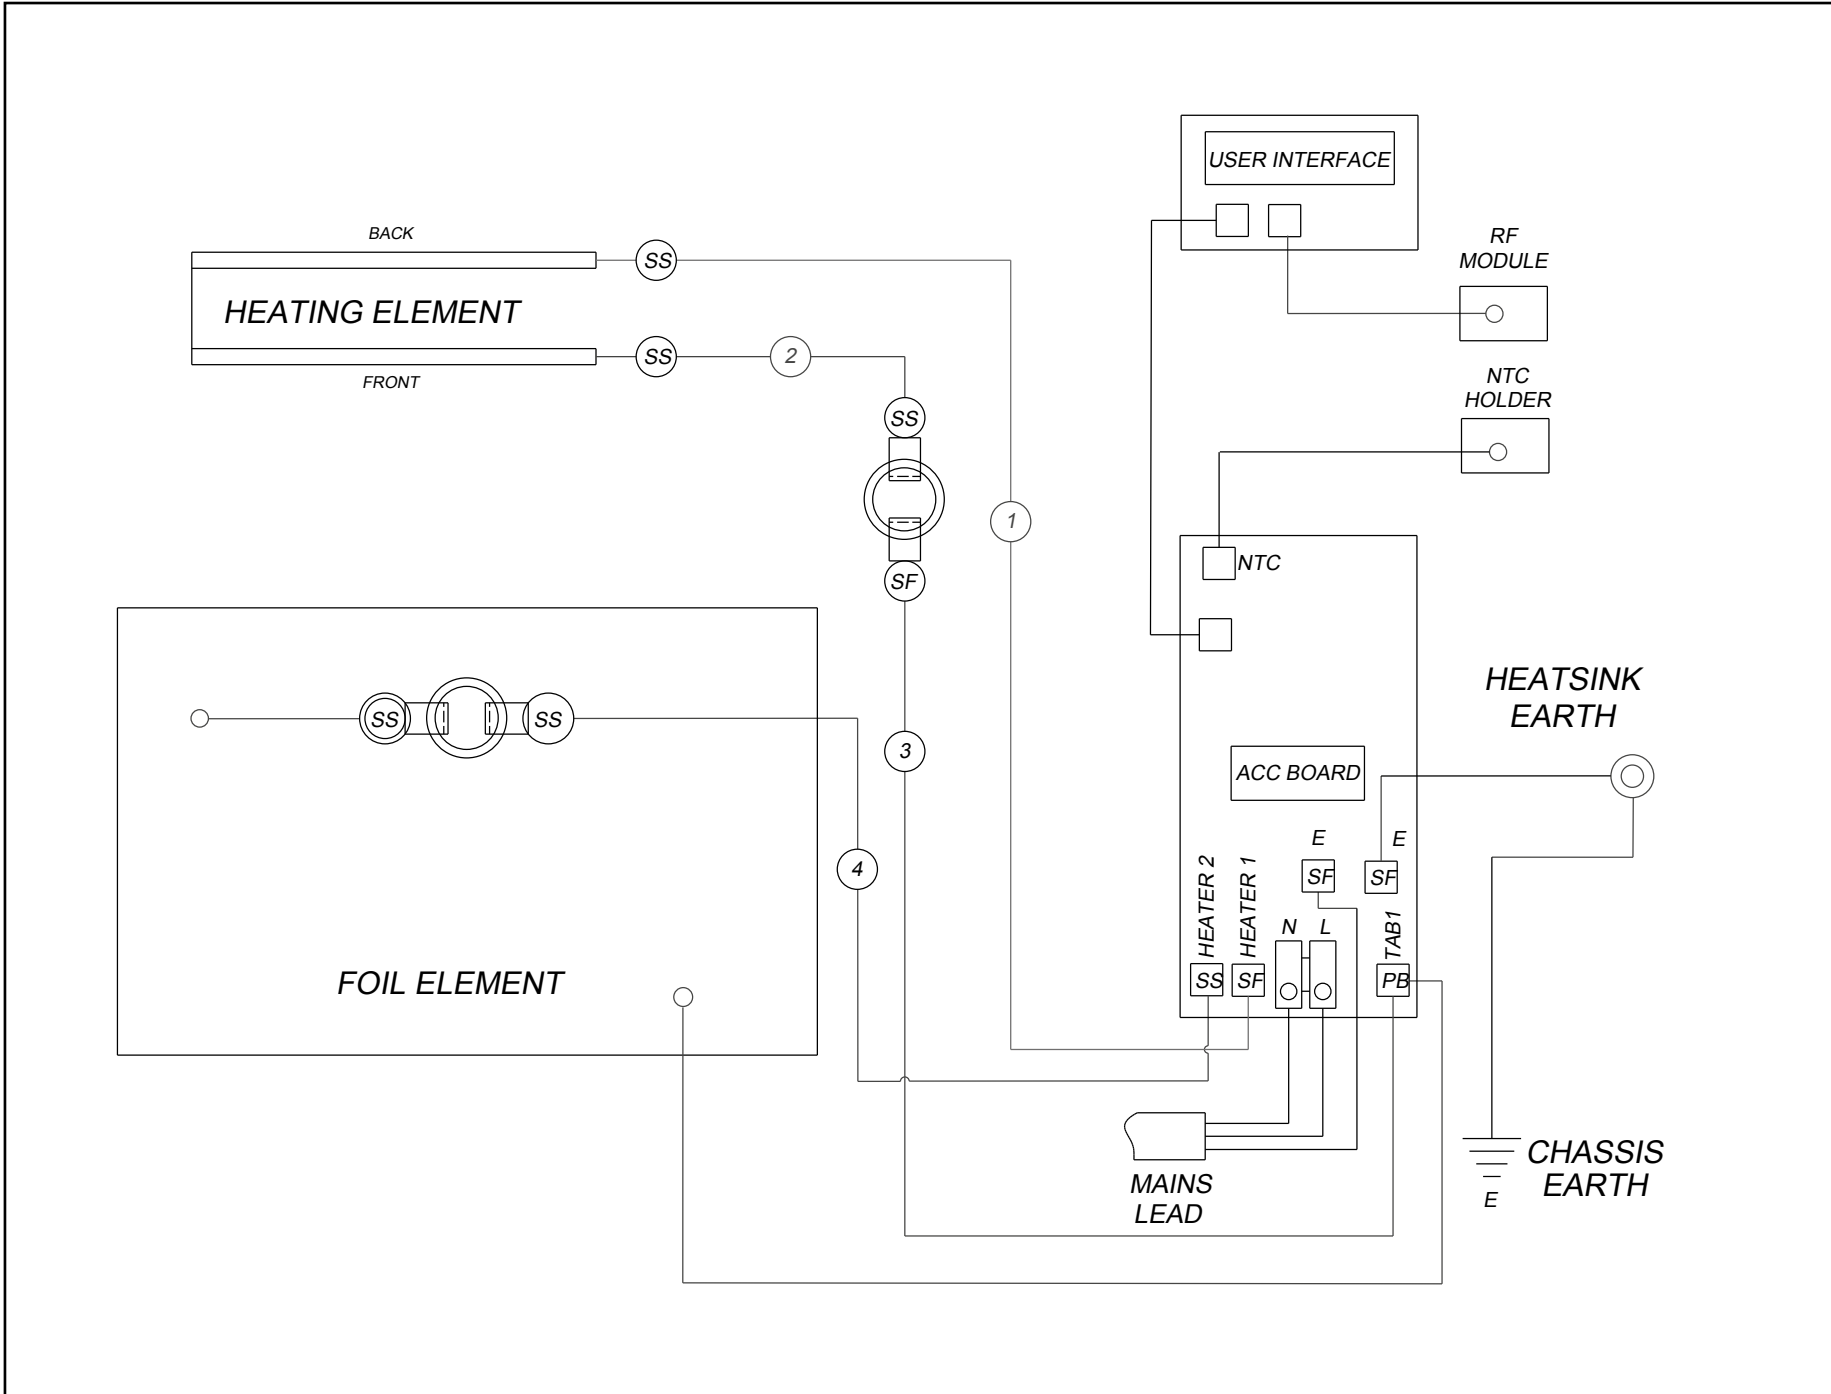 USER INTERFACE
RF
MODULE
BACK
SS
HEATING ELEMENT
SS
2
FRONT
NTC
HOLDER
SS
1
NTC
SF
HEATSINK
EARTH
SS
SS
3
ACC BOARD
4
E
E
HEATER 2
HEATER 1
SF
SF
N
L
TAB1
FOIL ELEMENT
SS
SF
PB
MAINS
LEAD
CHASSIS
EARTH
E